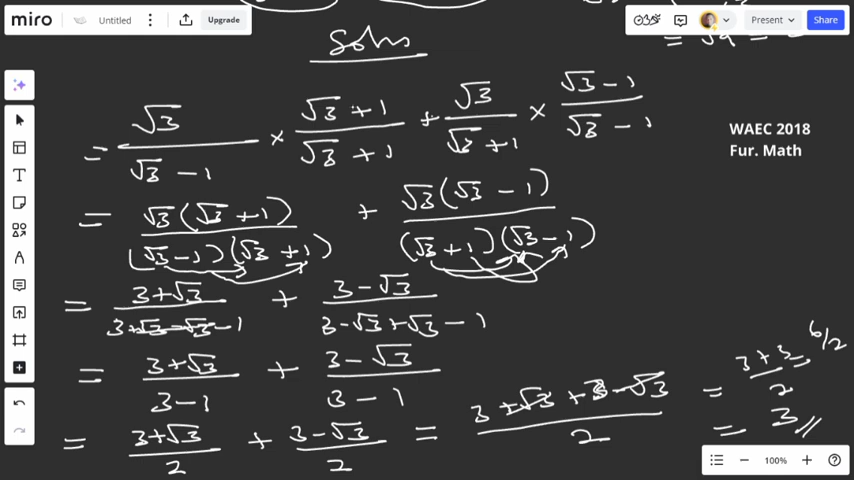 miro Untitled Upgrade Present Share
Soln
= √3/(√3 - 1) × (√3 + 1)/(√3 + 1) + √3/(√3 + 1) × (√3 - 1)/(√3 - 1)
WAEC 2018
Fur. Math
= √3(√3 + 1)/((√3 - 1)(√3 + 1)) + √3(√3 - 1)/((√3 + 1)(√3 - 1))
= (3 + √3)/(3 + √3 - √3 - 1) + (3 - √3)/(3 - √3 + √3 - 1)
= (3 + √3)/(3 - 1) + (3 - √3)/(3 - 1)
= (3 + √3)/2 + (3 - √3)/2 = (3 + √3 + 3 - √3)/2 = (3 + 3)/2 = 6/2
= 3//
100%